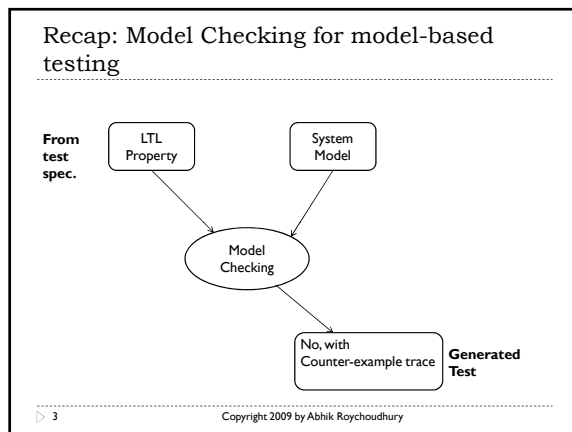 Recap: Model Checking for model-based
testing
From
test
spec.
LTL
Property
System
Model
Model
Checking
No, with
Counter-example trace
Generated
Test
3
Copyright 2009 by Abhik Roychoudhury